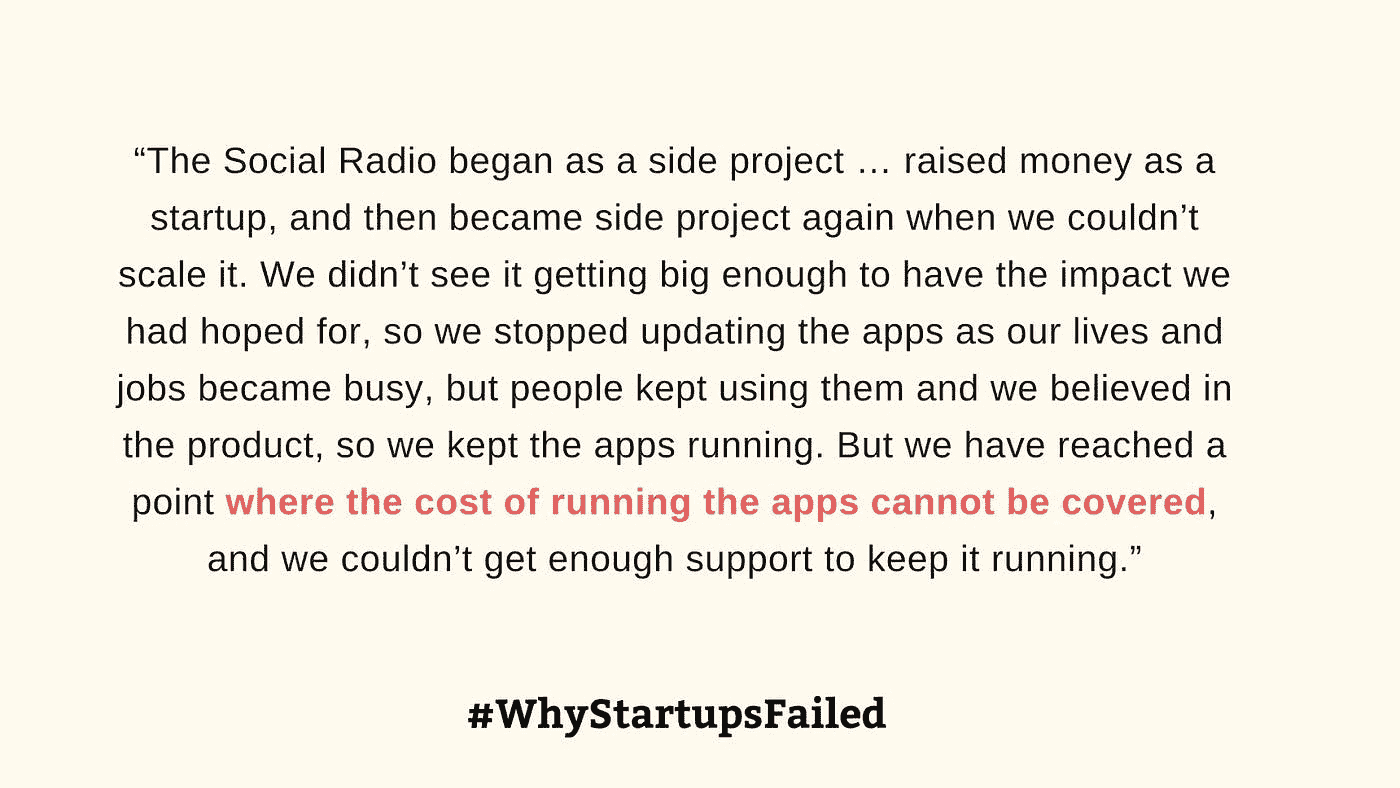 “The Social Radio began as a side project … raised money as a
startup, and then became side project again when we couldn’t
scale it. We didn’t see it getting big enough to have the impact we
had hoped for, so we stopped updating the apps as our lives and
jobs became busy, but people kept using them and we believed in
the product, so we kept the apps running. But we have reached a
point where the cost of running the apps cannot be covered,
and we couldn’t get enough support to keep it running.”
#WhyStartupsFailed